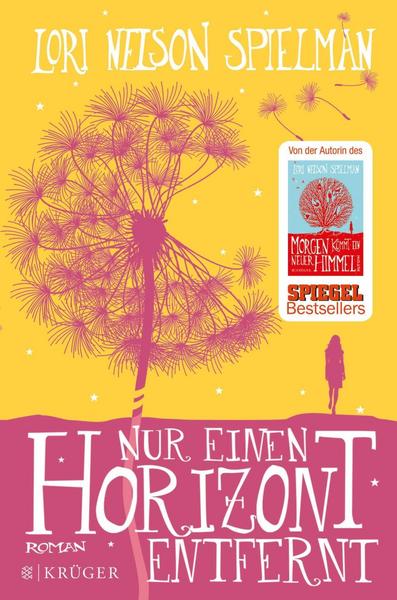 LORI NELSON SPIELMAN
Von der Autorin des
LORI NELSON SPIELMAN
MORGEN KOMMT EIN
NEUER HIMMEL
SPIEGEL
Bestsellers
NUR EINEN
HORIZONT
ENTFERNT
ROMAN
KRÜGER